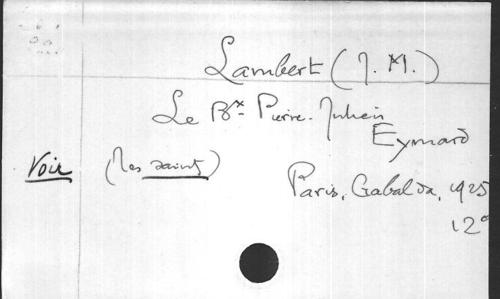 Lambert (J. M.)
Le Bx Pierre-Julien
Eymard
Voir (Les saints)
Paris, Gabalda, 1925
12°